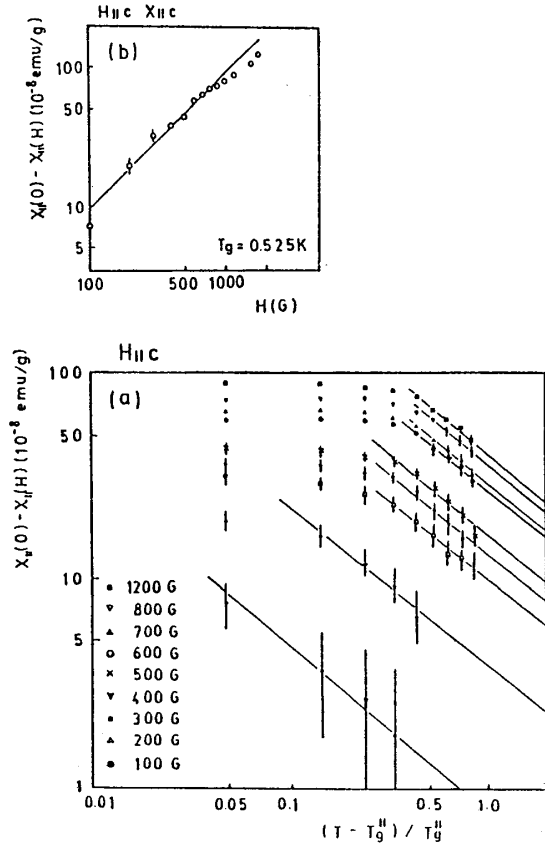 H∥c X∥c
(b)
X∥(0) - X∥(H) (10⁻⁸ emu/g)
100
50
10
5
Tg = 0.525K
100 500 1000
H(G)
H∥c
(a)
X∥(0) - X∥(H) (10⁻⁸ emu/g)
100
50
10
5
1
1200 G
800 G
700 G
600 G
500 G
400 G
300 G
200 G
100 G
0.01 0.05 0.1 0.5 1.0
(T - Tg∥) / Tg∥